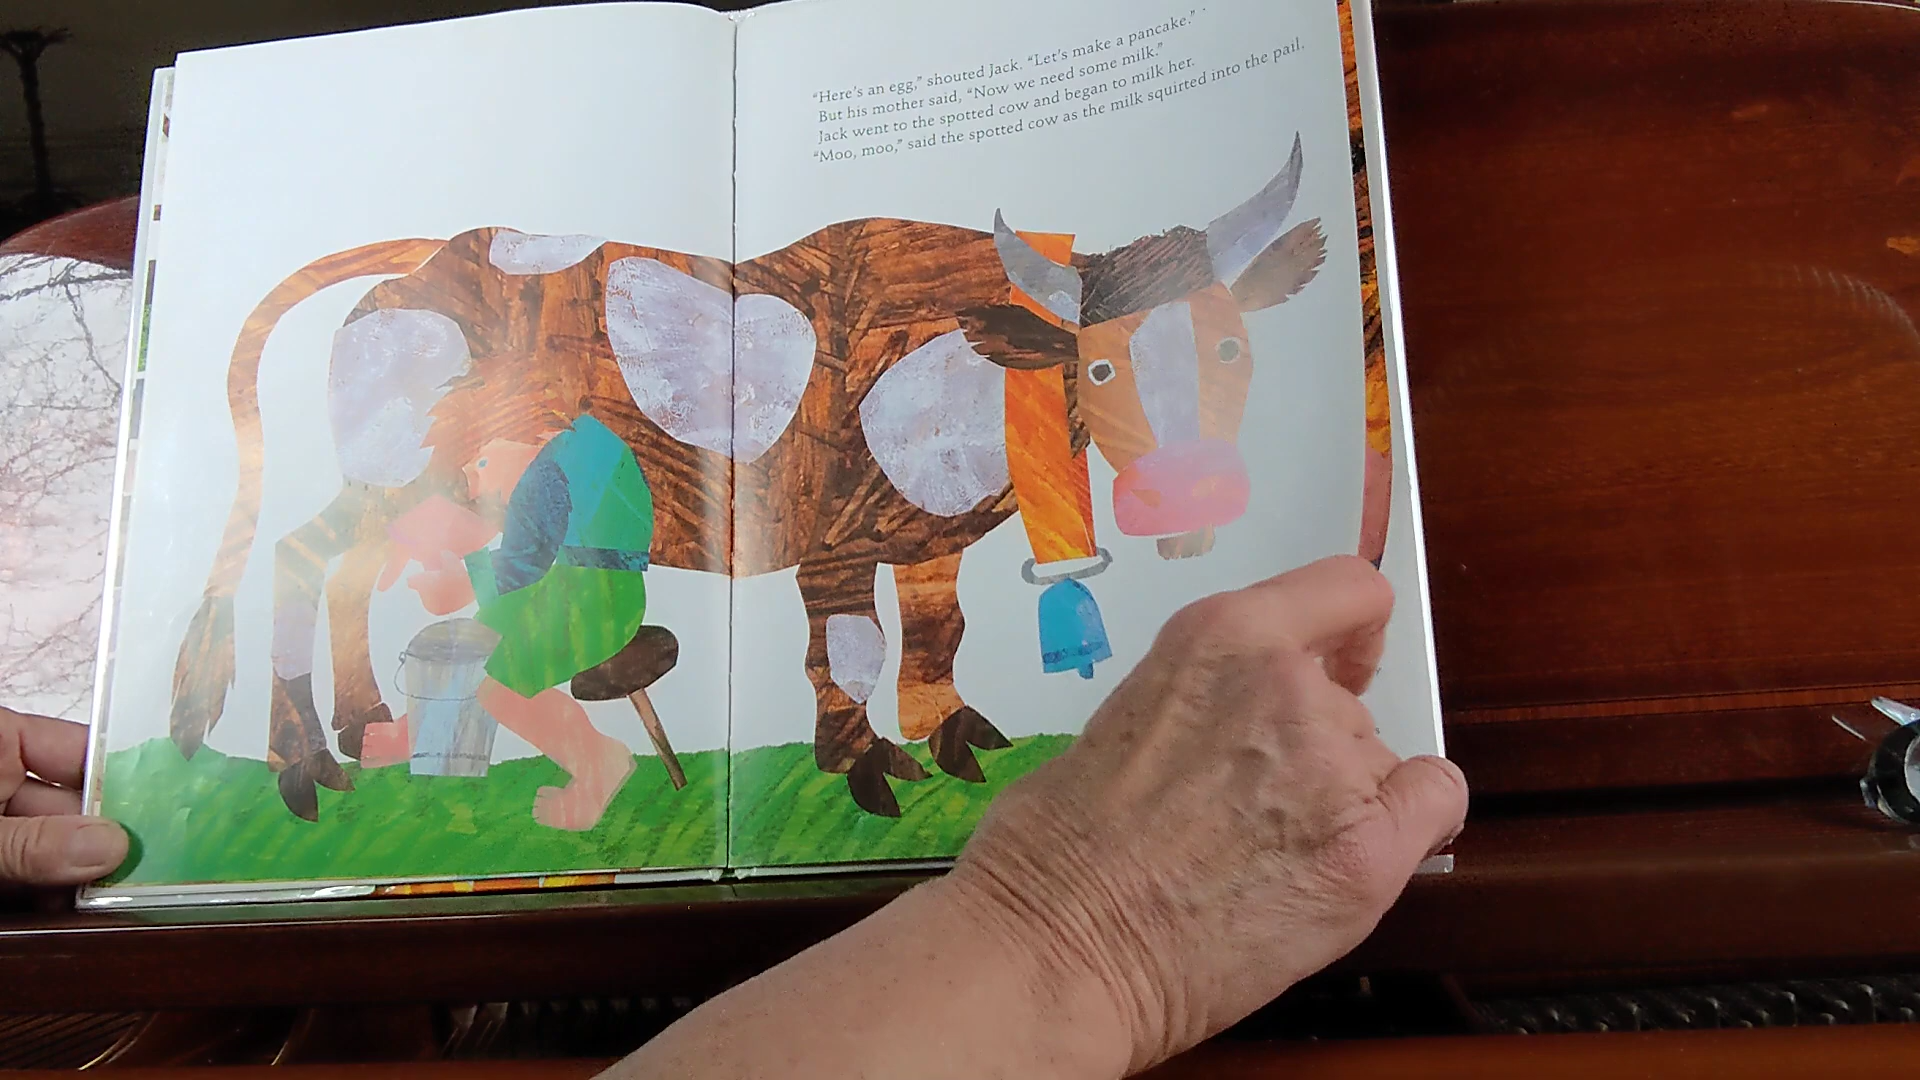 “Here’s an egg,” shouted Jack. “Let’s make a pancake.”
But his mother said, “Now we need some milk.”
Jack went to the spotted cow and began to milk her.
“Moo, moo,” said the spotted cow as the milk squirted into the pail.